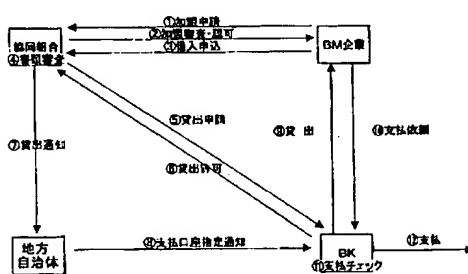 ①加盟申請
②加盟審査・認可
③借入申込
協同組合
④書類審査
BM企業
⑤貸出申請
⑥貸出許可
⑦貸出通知
⑨貸 出
⑩支払依頼
地方
自治体
⑧支払口座指定通知
BK
⑪支払チェック
⑫支払